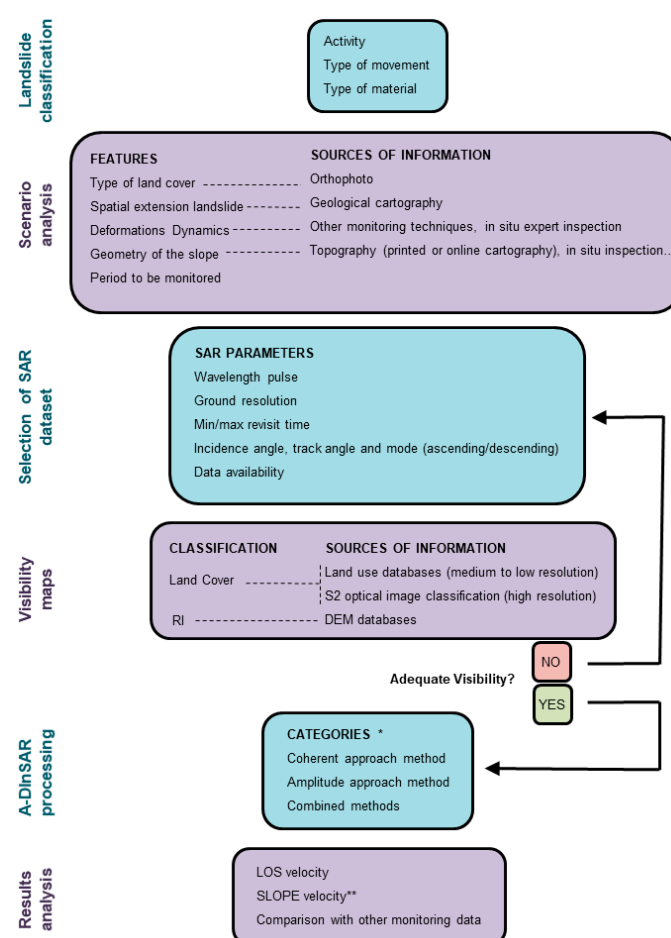 Landslide
classification
Activity
Type of movement
Type of material
Scenario
analysis
FEATURES
SOURCES OF INFORMATION
Type of land cover
Orthophoto
Spatial extension landslide
Geological cartography
Deformations Dynamics
Other monitoring techniques, in situ expert inspection
Geometry of the slope
Topography (printed or online cartography), in situ inspection...
Period to be monitored
Selection of SAR
dataset
SAR PARAMETERS
Wavelength pulse
Ground resolution
Min/max revisit time
Incidence angle, track angle and mode (ascending/descending)
Data availability
Visibility
maps
CLASSIFICATION
SOURCES OF INFORMATION
Land Cover
Land use databases (medium to low resolution)
S2 optical image classification (high resolution)
RI
DEM databases
Adequate Visibility?
NO
YES
A-DInSAR
processing
CATEGORIES *
Coherent approach method
Amplitude approach method
Combined methods
Results
analysis
LOS velocity
SLOPE velocity**
Comparison with other monitoring data